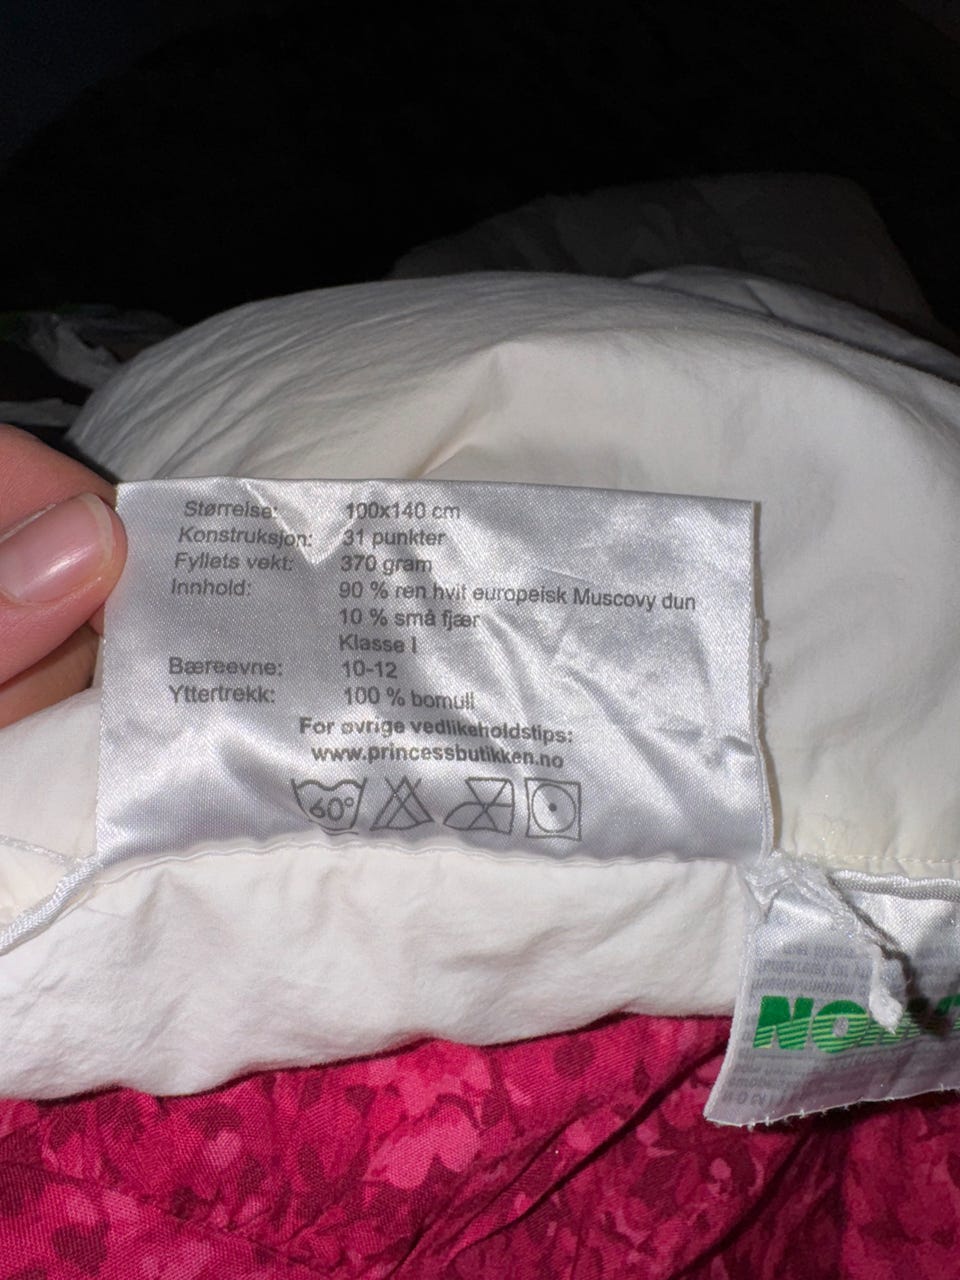 Størrelse: 100x140 cm
Konstruksjon: 31 punkter
Fyllets vekt: 370 gram
Innhold: 90 % ren hvit europeisk Muscovy dun
10 % små fjær
Klasse I
Bæreevne: 10-12
Yttertrekk: 100 % bomull
For øvrige vedlikeholdstips:
www.princessbutikken.no
60°